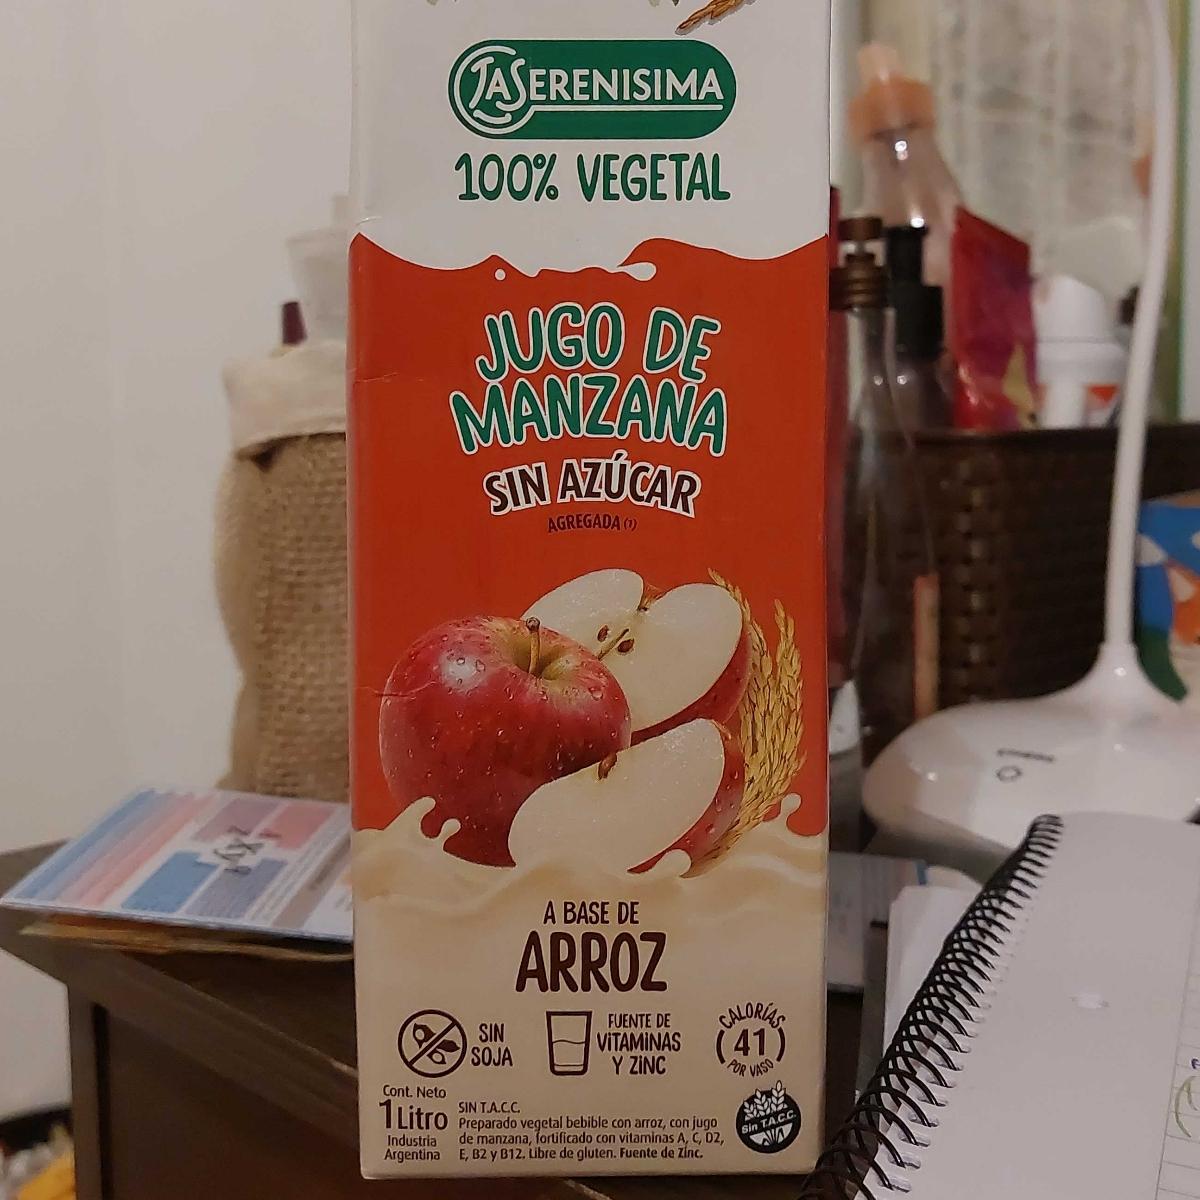 LASERENISIMA
100% VEGETAL
JUGO DE
MANZANA
SIN AZÚCAR
AGREGADA (1)
A BASE DE
ARROZ
SIN
SOJA
FUENTE DE
VITAMINAS
Y ZINC
CALORÍAS
41
POR VASO
Cont. Neto
1 Litro
Industria
Argentina
SIN T.A.C.C.
Preparado vegetal bebible con arroz, con jugo
de manzana, fortificado con vitaminas A, C, D2,
E, B2 y B12. Libre de gluten. Fuente de Zinc.
Sin T.A.C.C.